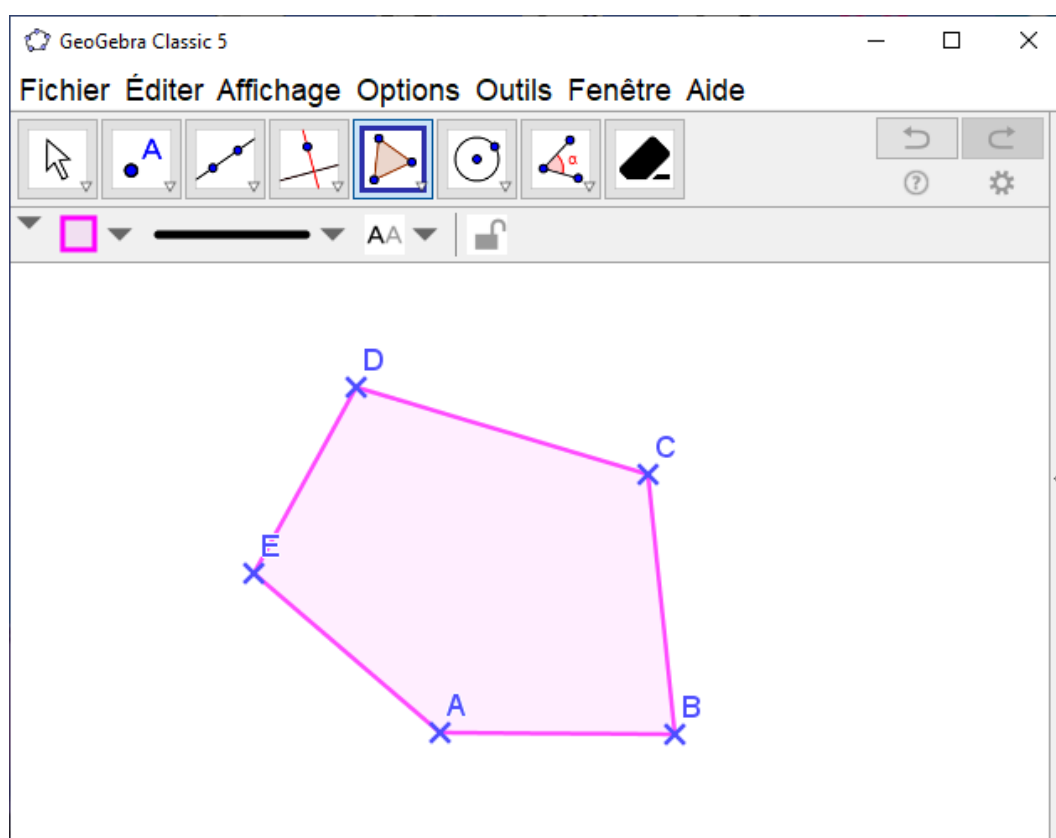 GeoGebra Classic 5
Fichier Éditer Affichage Options Outils Fenêtre Aide
A
α
AA
D
C
E
A
B